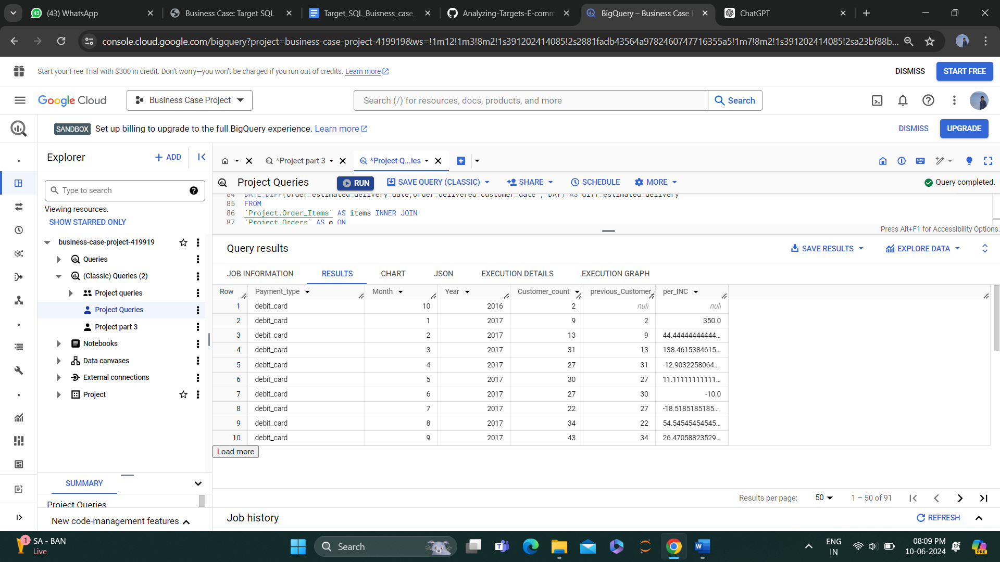 (43) WhatsApp
Business Case: Target SQL
Target_SQL_Buisness_case_
Analyzing-Targets-E-comm
BigQuery – Business Case P
ChatGPT
console.cloud.google.com/bigquery?project=business-case-project-419919&ws=!1m12!1m3!8m2!1s391202414085!2s2881fadb43564a9782460747716355a5!1m7!8m2!1s391202414085!2sa23bf88b...
Start your Free Trial with $300 in credit. Don't worry—you won't be charged if you run out of credits. Learn more
DISMISS
START FREE
Google Cloud
Business Case Project
Search (/) for resources, docs, products, and more
Search
SANDBOX Set up billing to upgrade to the full BigQuery experience. Learn more
DISMISS
UPGRADE
Explorer
+ ADD
*Project part 3
*Project Q...ies
Type to search
Project Queries
RUN
SAVE QUERY (CLASSIC)
SHARE
SCHEDULE
MORE
Query completed.
Viewing resources.
SHOW STARRED ONLY
84 DATE_DIFF(order_estimated_delivery_date,order_delivered_customer_date , DAY) AS diff_estimated_delivery
85 FROM
86 `Project.Order_Items` AS items INNER JOIN
87 `Project.Orders` AS o ON
Press Alt+F1 for Accessibility Options.
business-case-project-419919
Queries
(Classic) Queries (2)
Project queries
Project Queries
Project part 3
Notebooks
Data canvases
External connections
Project
Query results
SAVE RESULTS
EXPLORE DATA
JOB INFORMATION
RESULTS
CHART
JSON
EXECUTION DETAILS
EXECUTION GRAPH
Row Payment_type Month Year Customer_count previous_Customer_ per_INC
1 debit_card 10 2016 2 null null
2 debit_card 1 2017 9 2 350.0
3 debit_card 2 2017 13 9 44.44444444444...
4 debit_card 3 2017 31 13 138.4615384615...
5 debit_card 4 2017 27 31 -12.9032258064...
6 debit_card 5 2017 30 27 11.11111111111...
7 debit_card 6 2017 27 30 -10.0
8 debit_card 7 2017 22 27 -18.5185185185...
9 debit_card 8 2017 34 22 54.54545454545...
10 debit_card 9 2017 43 34 26.47058823529...
Load more
SUMMARY
Project Queries
New code-management features
Results per page:
50
1 – 50 of 91
Job history
REFRESH
1
SA - BAN
Live
Search
ENG
IN
08:09 PM
10-06-2024
PRE